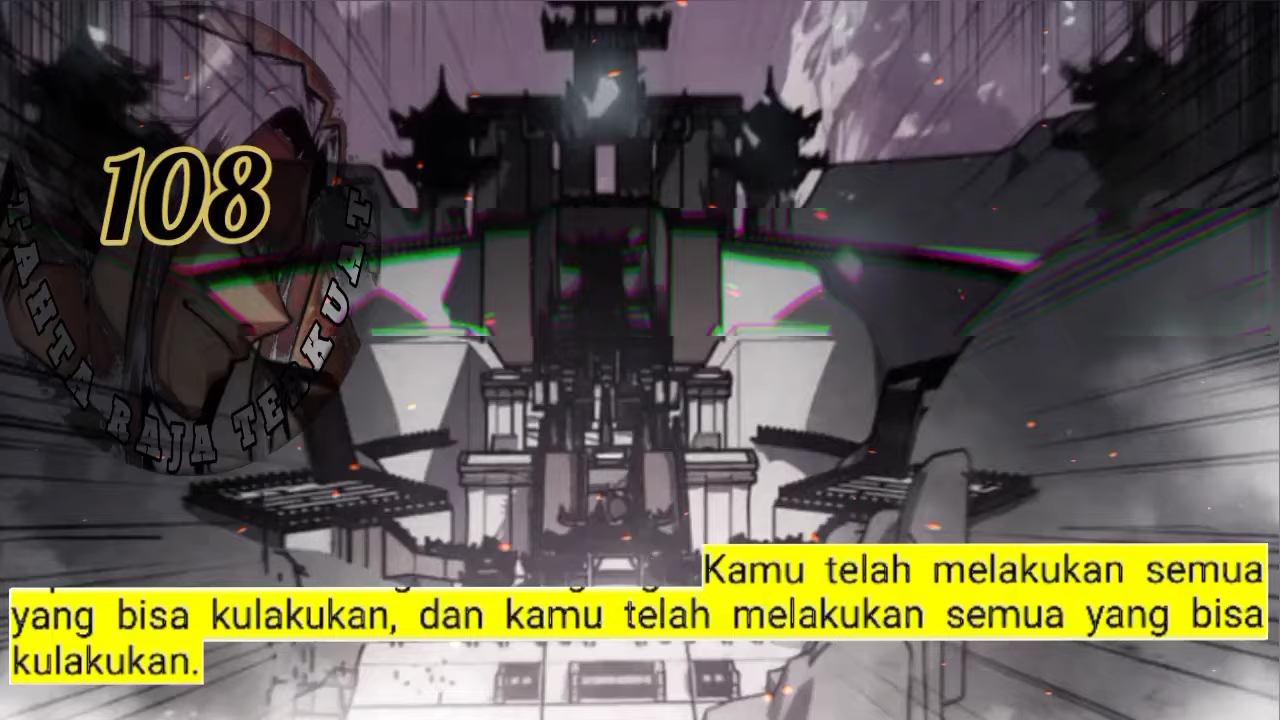 108
TAHTA RAJA TERKUAT
Kamu telah melakukan semua
yang bisa kulakukan, dan kamu telah melakukan semua yang bisa
kulakukan.